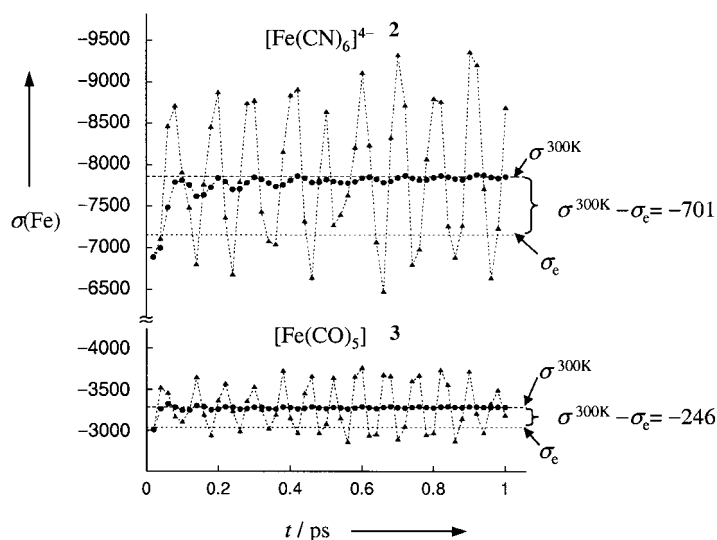 [Fe(CN)₆]⁴⁻ 2
-9500
-9000
-8500
-8000
-7500
-7000
-6500
σ(Fe)
σ³⁰⁰ᴷ
σ³⁰⁰ᴷ −σₑ= −701
σₑ
[Fe(CO)₅] 3
-4000
-3500
-3000
σ³⁰⁰ᴷ
σ³⁰⁰ᴷ −σₑ= −246
σₑ
0 0.2 0.4 0.6 0.8 1
t / ps